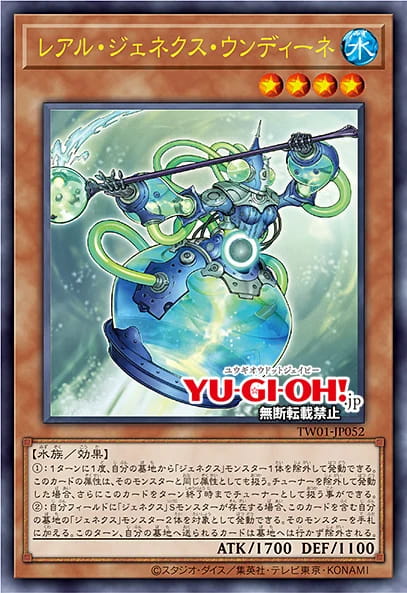 レアル・ジェネクス・ウンディーネ
水
ユウギオウドットジェイピー
YU-GI-OH!.jp
無断転載禁止
TW01-JP052
【水族／効果】
①：1ターンに1度、自分の墓地から「ジェネクス」モンスター1体を除外して発動できる。
このカードの属性は、そのモンスターと同じ属性としても扱う。チューナーを除外して発動
した場合、さらにこのカードをターン終了時までチューナーとして扱う事ができる。
②：自分フィールドに「ジェネクス」Sモンスターが存在する場合、このカードを含む自分
の墓地の「ジェネクス」モンスター2体を対象として発動できる。そのモンスターを手札
に加える。このターン、自分の墓地へ送られるカードは墓地へは行かず除外される。
ATK/1700 DEF/1100
©スタジオ・ダイス／集英社・テレビ東京・KONAMI